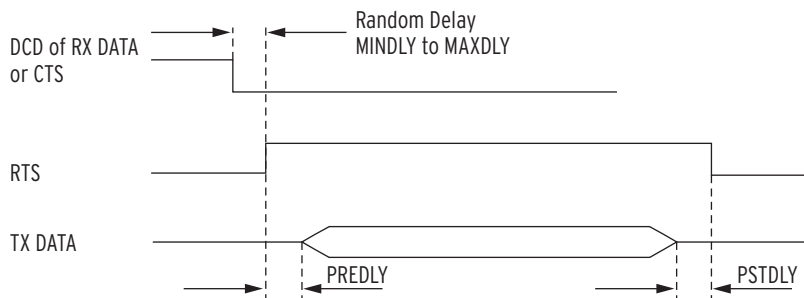 Random Delay
MINDLY to MAXDLY
DCD of RX DATA
or CTS
RTS
TX DATA
PREDLY
PSTDLY